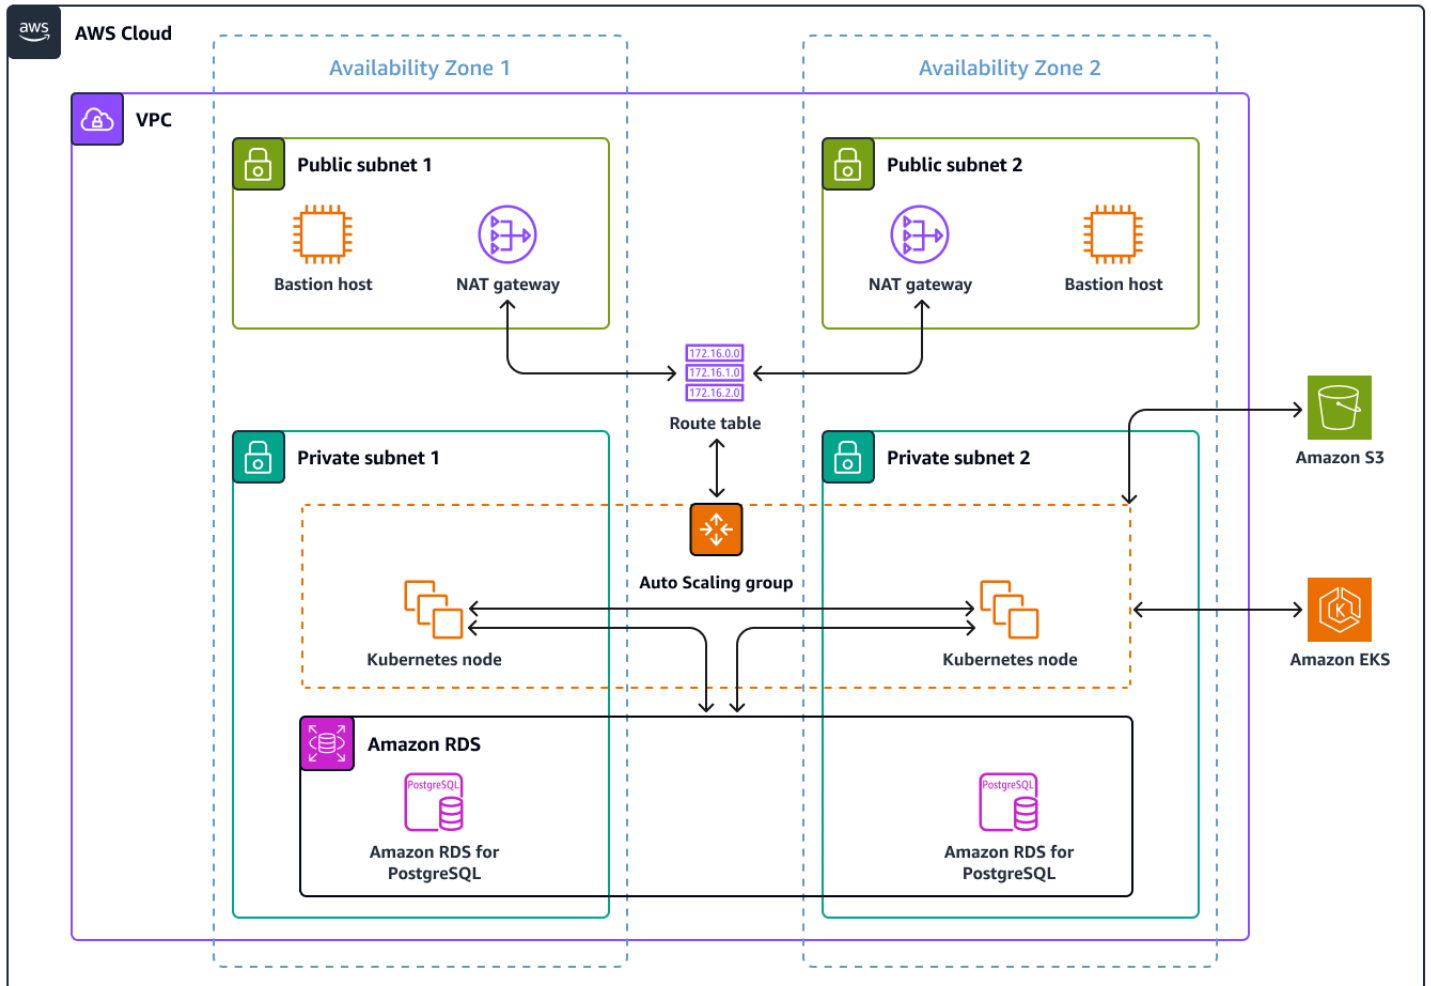 aws
AWS Cloud
Availability Zone 1
Availability Zone 2
VPC
Public subnet 1
Public subnet 2
Bastion host
NAT gateway
NAT gateway
Bastion host
172.16.0.0
172.16.1.0
172.16.2.0
Route table
Amazon S3
Private subnet 1
Private subnet 2
Auto Scaling group
Kubernetes node
Kubernetes node
K
Amazon EKS
Amazon RDS
PostgreSQL
PostgreSQL
Amazon RDS for
PostgreSQL
Amazon RDS for
PostgreSQL